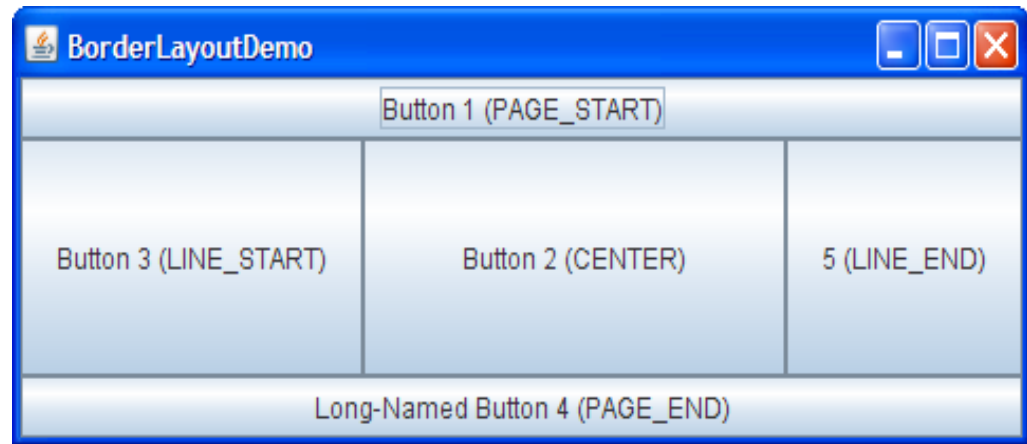 BorderLayoutDemo
Button 1 (PAGE_START)
Button 3 (LINE_START)
Button 2 (CENTER)
5 (LINE_END)
Long-Named Button 4 (PAGE_END)